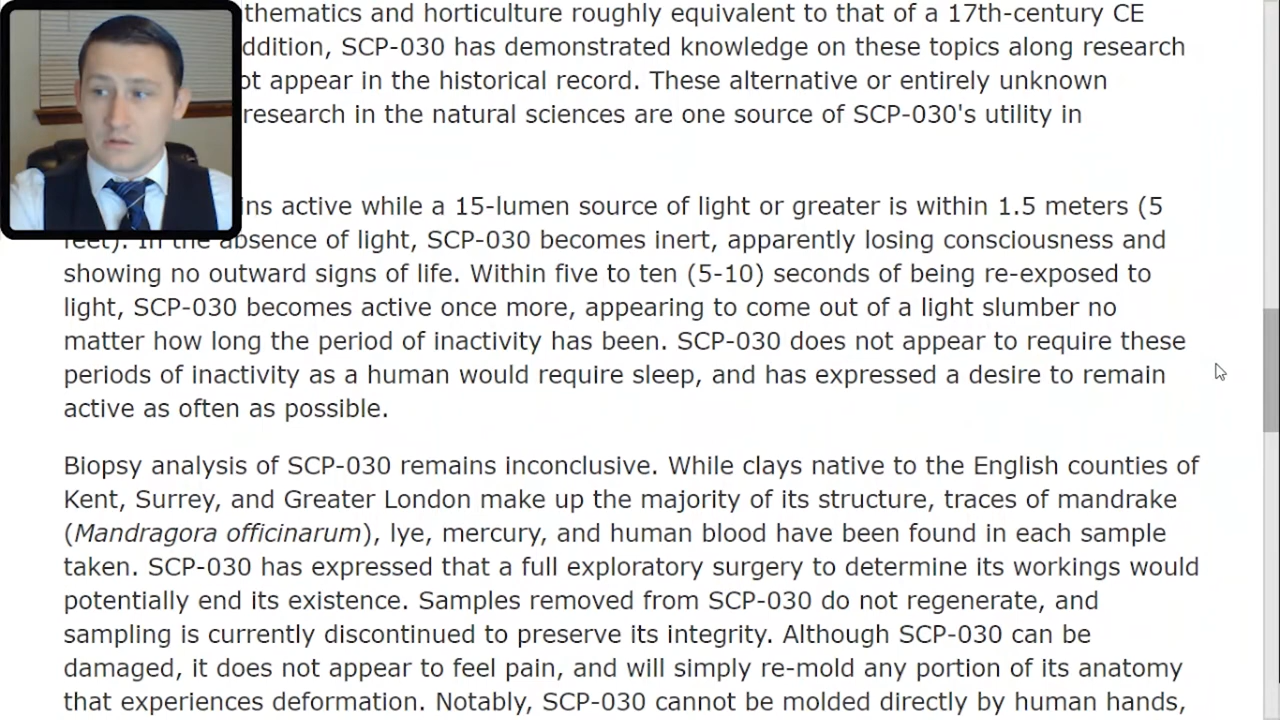 thematics and horticulture roughly equivalent to that of a 17th-century CE
ddition, SCP-030 has demonstrated knowledge on these topics along research
ot appear in the historical record. These alternative or entirely unknown
research in the natural sciences are one source of SCP-030's utility in
ins active while a 15-lumen source of light or greater is within 1.5 meters (5
feet). In the absence of light, SCP-030 becomes inert, apparently losing consciousness and
showing no outward signs of life. Within five to ten (5-10) seconds of being re-exposed to
light, SCP-030 becomes active once more, appearing to come out of a light slumber no
matter how long the period of inactivity has been. SCP-030 does not appear to require these
periods of inactivity as a human would require sleep, and has expressed a desire to remain
active as often as possible.
Biopsy analysis of SCP-030 remains inconclusive. While clays native to the English counties of
Kent, Surrey, and Greater London make up the majority of its structure, traces of mandrake
(Mandragora officinarum), lye, mercury, and human blood have been found in each sample
taken. SCP-030 has expressed that a full exploratory surgery to determine its workings would
potentially end its existence. Samples removed from SCP-030 do not regenerate, and
sampling is currently discontinued to preserve its integrity. Although SCP-030 can be
damaged, it does not appear to feel pain, and will simply re-mold any portion of its anatomy
that experiences deformation. Notably, SCP-030 cannot be molded directly by human hands,